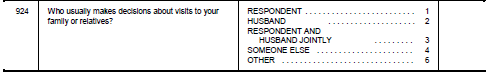 924 Who usually makes decisions about visits to your family or relatives?
RESPONDENT ......................... 1
HUSBAND .................... 2
RESPONDENT AND
HUSBAND JOINTLY ......... 3
SOMEONE ELSE ...................... 4
OTHER .............................. 6